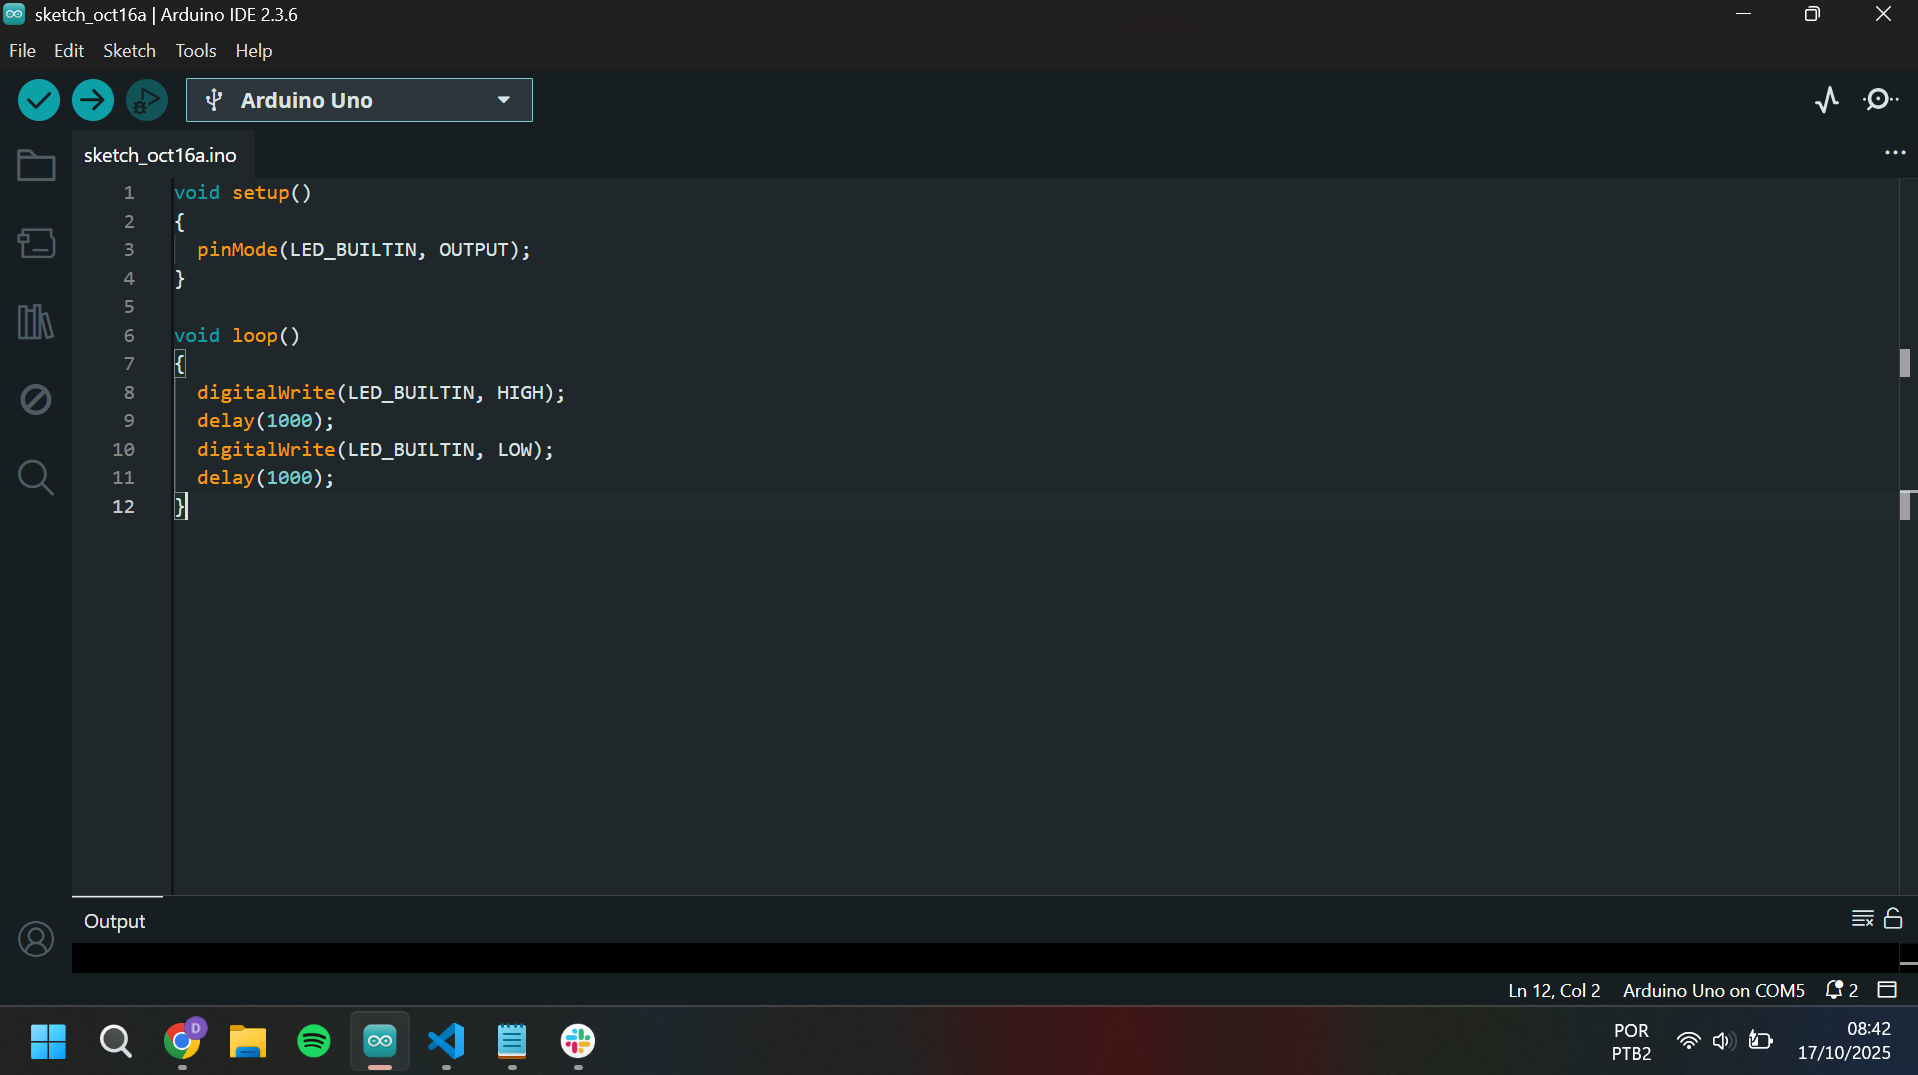 sketch_oct16a | Arduino IDE 2.3.6
File Edit Sketch Tools Help
Arduino Uno
sketch_oct16a.ino
1 void setup()
2 {
3   pinMode(LED_BUILTIN, OUTPUT);
4 }
5
6 void loop()
7 {
8   digitalWrite(LED_BUILTIN, HIGH);
9   delay(1000);
10   digitalWrite(LED_BUILTIN, LOW);
11   delay(1000);
12 }
Output
Ln 12, Col 2 Arduino Uno on COM5 2
D
POR
PTB2
08:42
17/10/2025